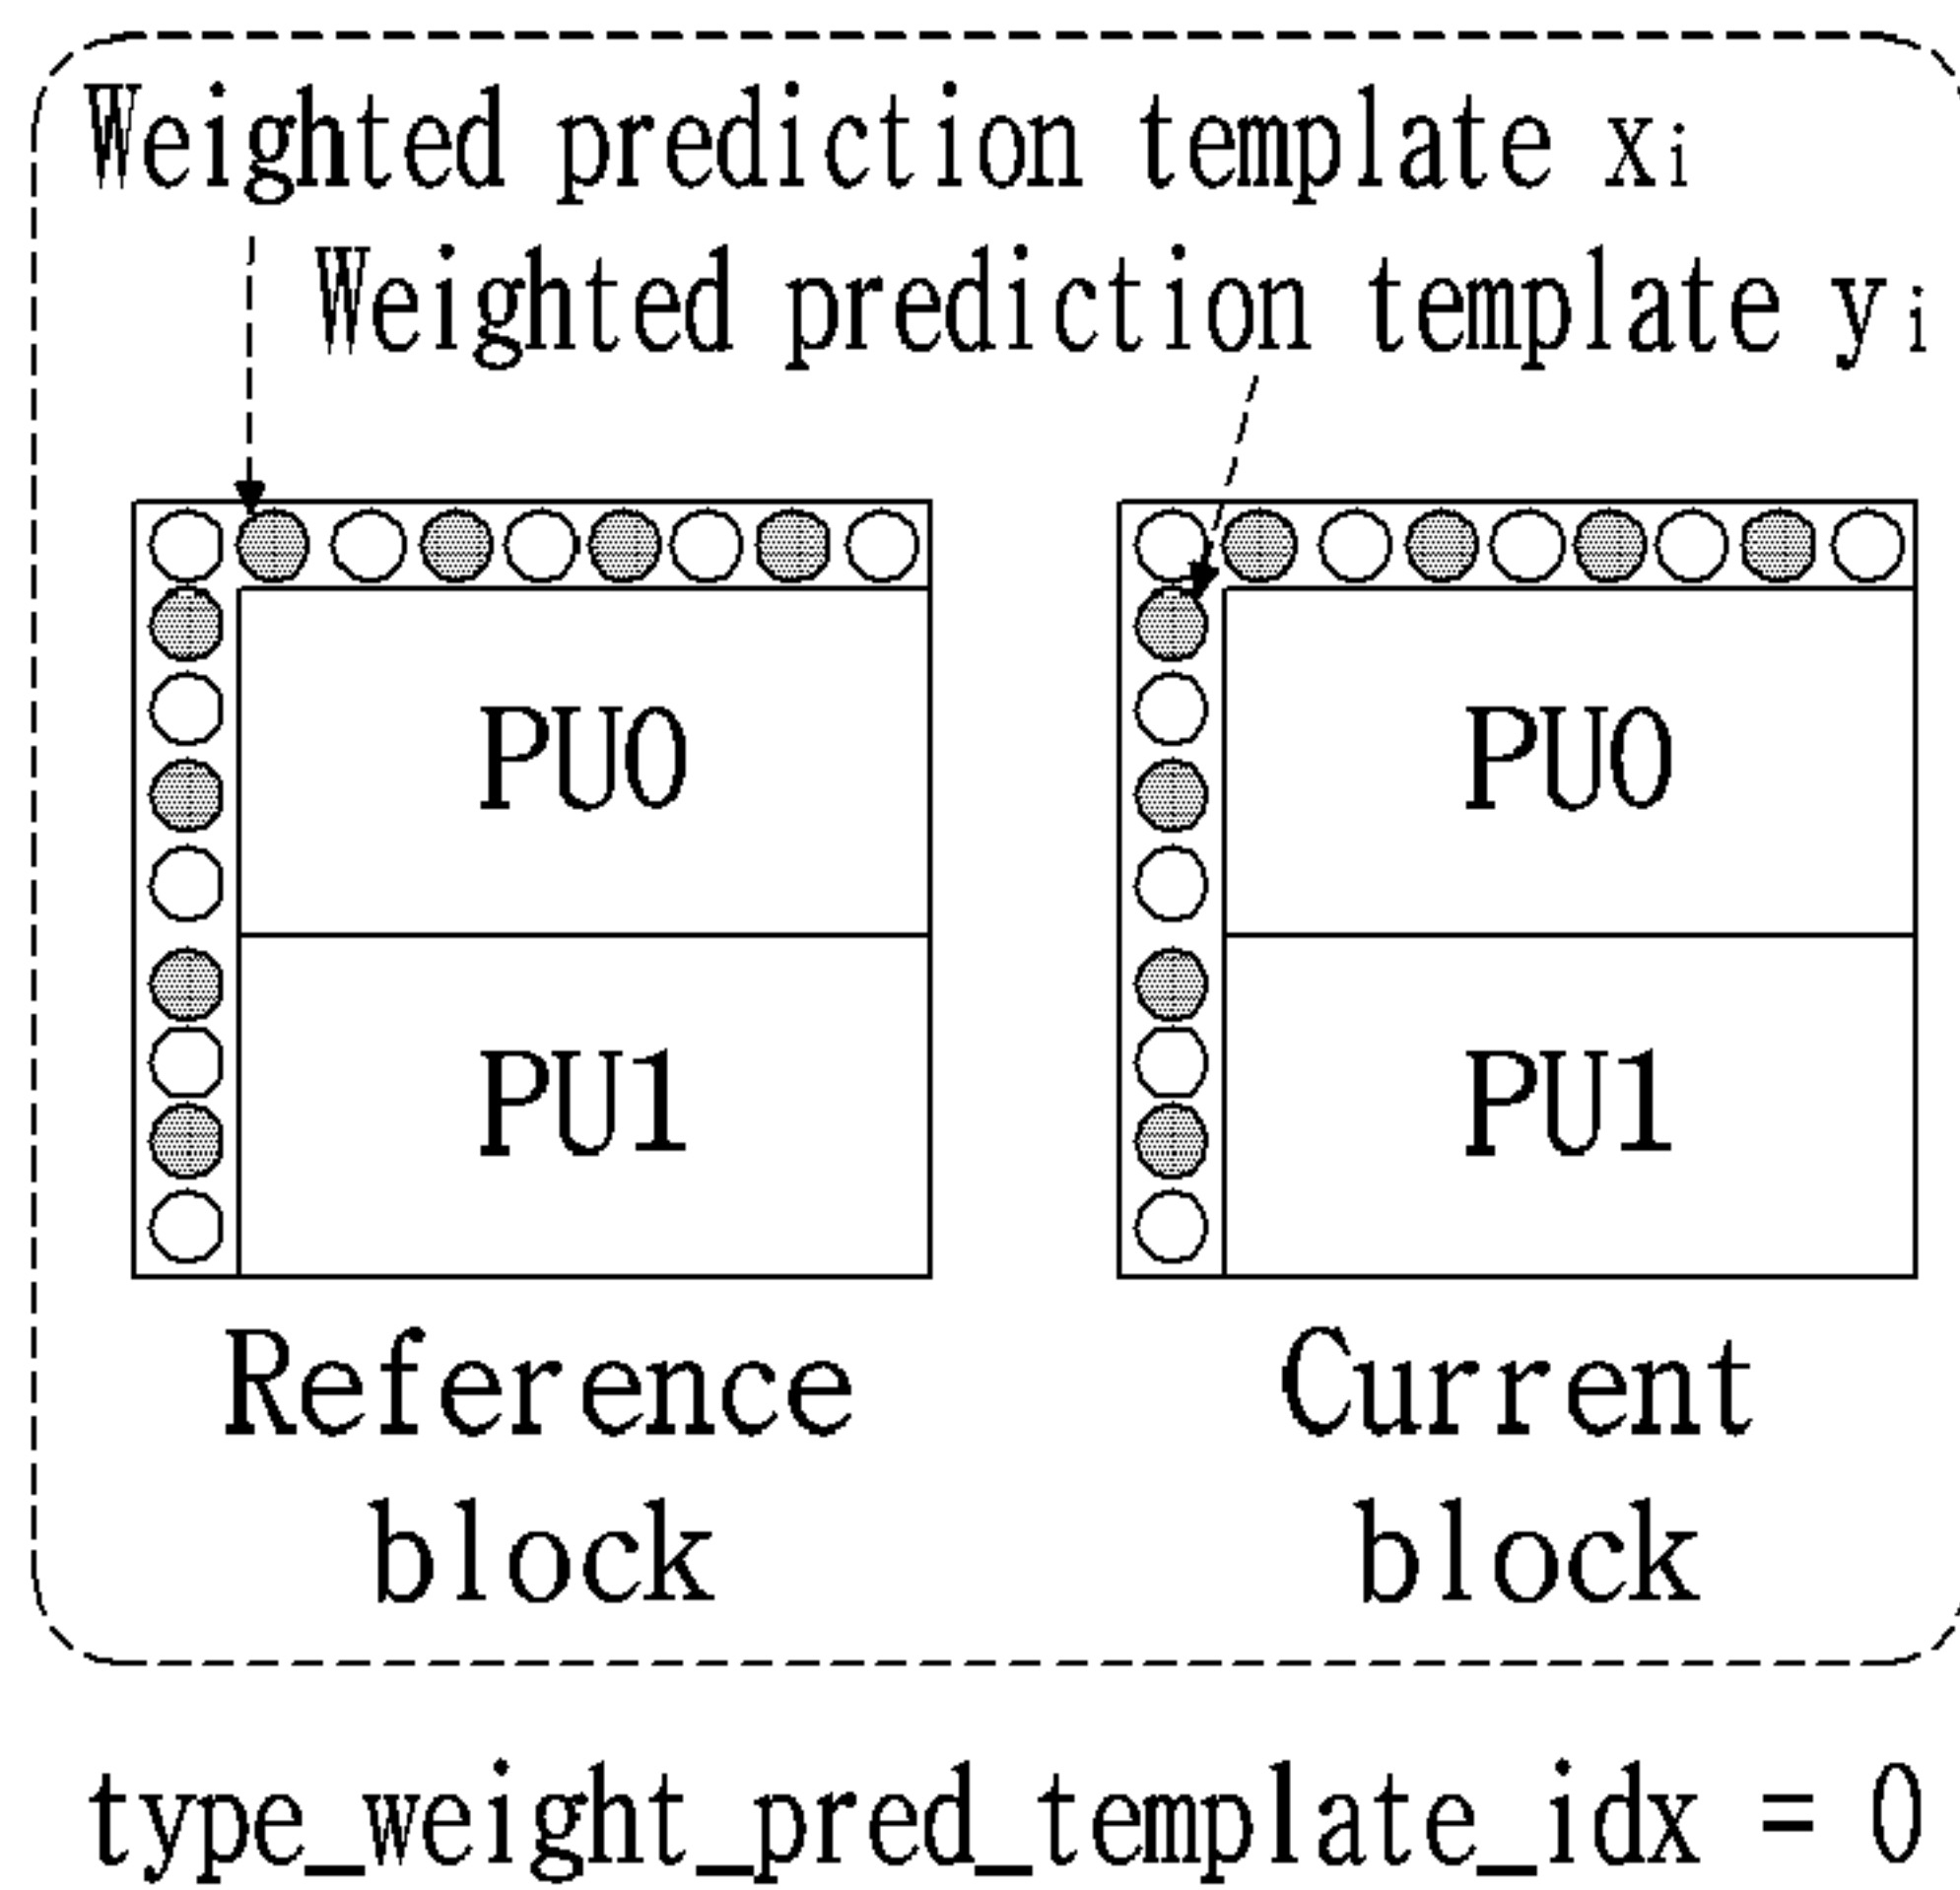 Weighted prediction template xi
Weighted prediction template yi
PU0 PU0
PU1 PU1
Reference block
Current block
type_weight_pred_template_idx = 0